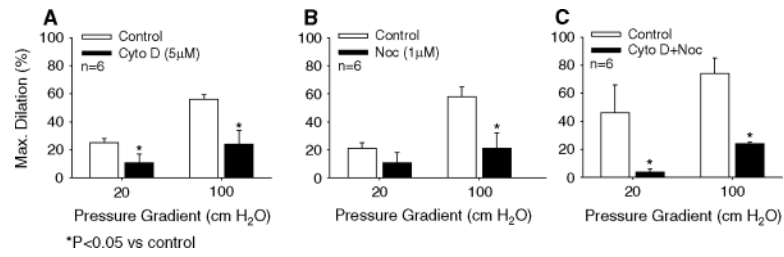 A
Control
Cyto D (5μM)
n=6
Max. Dilation (%)
100
80
60
40
20
0
*
*
20
100
Pressure Gradient (cm H₂O)
*P<0.05 vs control
B
Control
Noc (1μM)
n=6
100
80
60
40
20
0
*
20
100
Pressure Gradient (cm H₂O)
C
Control
Cyto D+Noc
n=6
100
80
60
40
20
0
*
*
20
100
Pressure Gradient (cm H₂O)